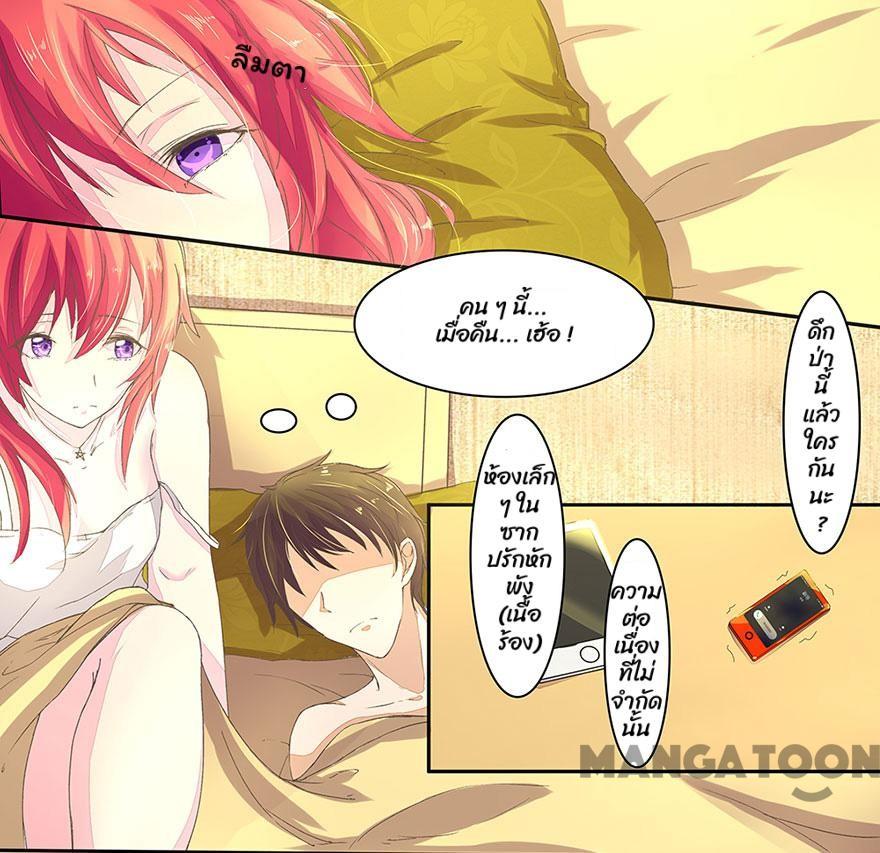 ลืมตา
คน ๆ นี้...
เมื่อคืน... เฮ้อ !
ดึก
ป่า
นี้
แล้ว
ใคร
กัน
นะ
?
ห้องเล็ก
ๆ ใน
ซาก
ปรักหัก
พัง
(เนื้อ
ร้อง)
ความ
ต่อ
เนื่อง
ที่ไม่
จำกัด
นั้น
MANGATOON